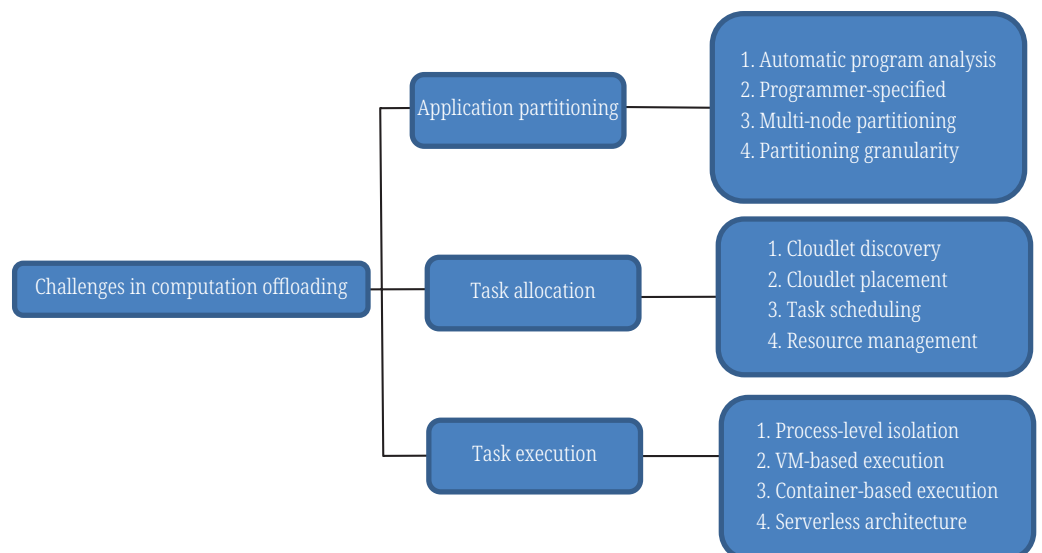 Challenges in computation offloading
Application partitioning
1. Automatic program analysis
2. Programmer-specified
3. Multi-node partitioning
4. Partitioning granularity
Task allocation
1. Cloudlet discovery
2. Cloudlet placement
3. Task scheduling
4. Resource management
Task execution
1. Process-level isolation
2. VM-based execution
3. Container-based execution
4. Serverless architecture